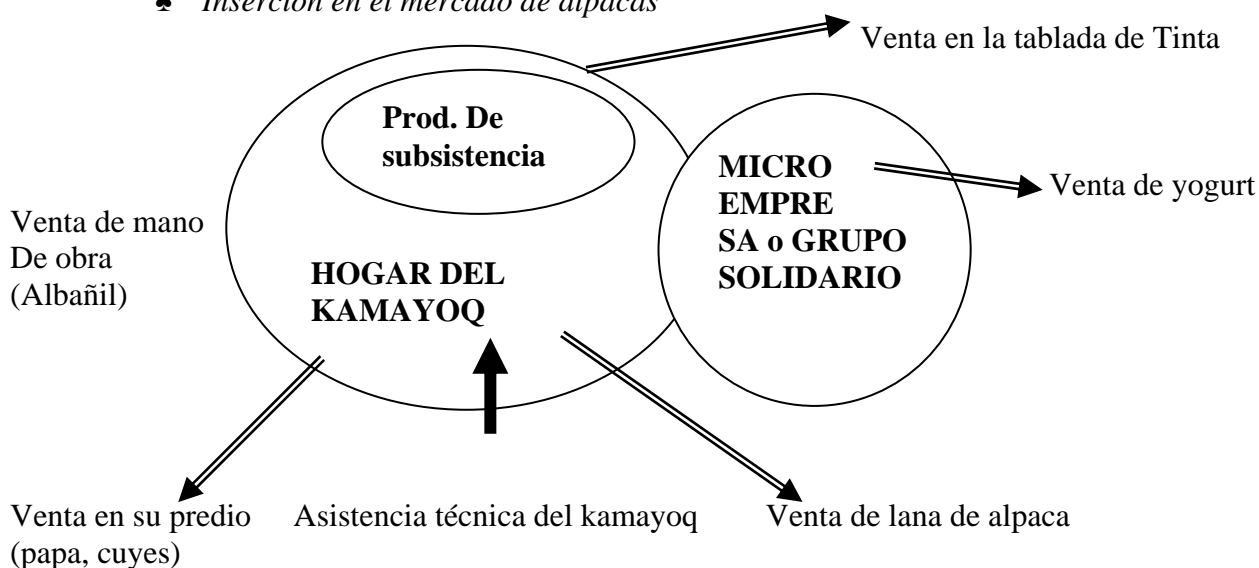 ♣ Inserción en el mercado de alpacas
Venta en la tablada de Tinta
Prod. De
subsistencia
MICRO
EMPRE
SA o GRUPO
SOLIDARIO
Venta de yogurt
Venta de mano
De obra
(Albañil)
HOGAR DEL
KAMAYOQ
Venta en su predio
(papa, cuyes)
Asistencia técnica del kamayoq
Venta de lana de alpaca